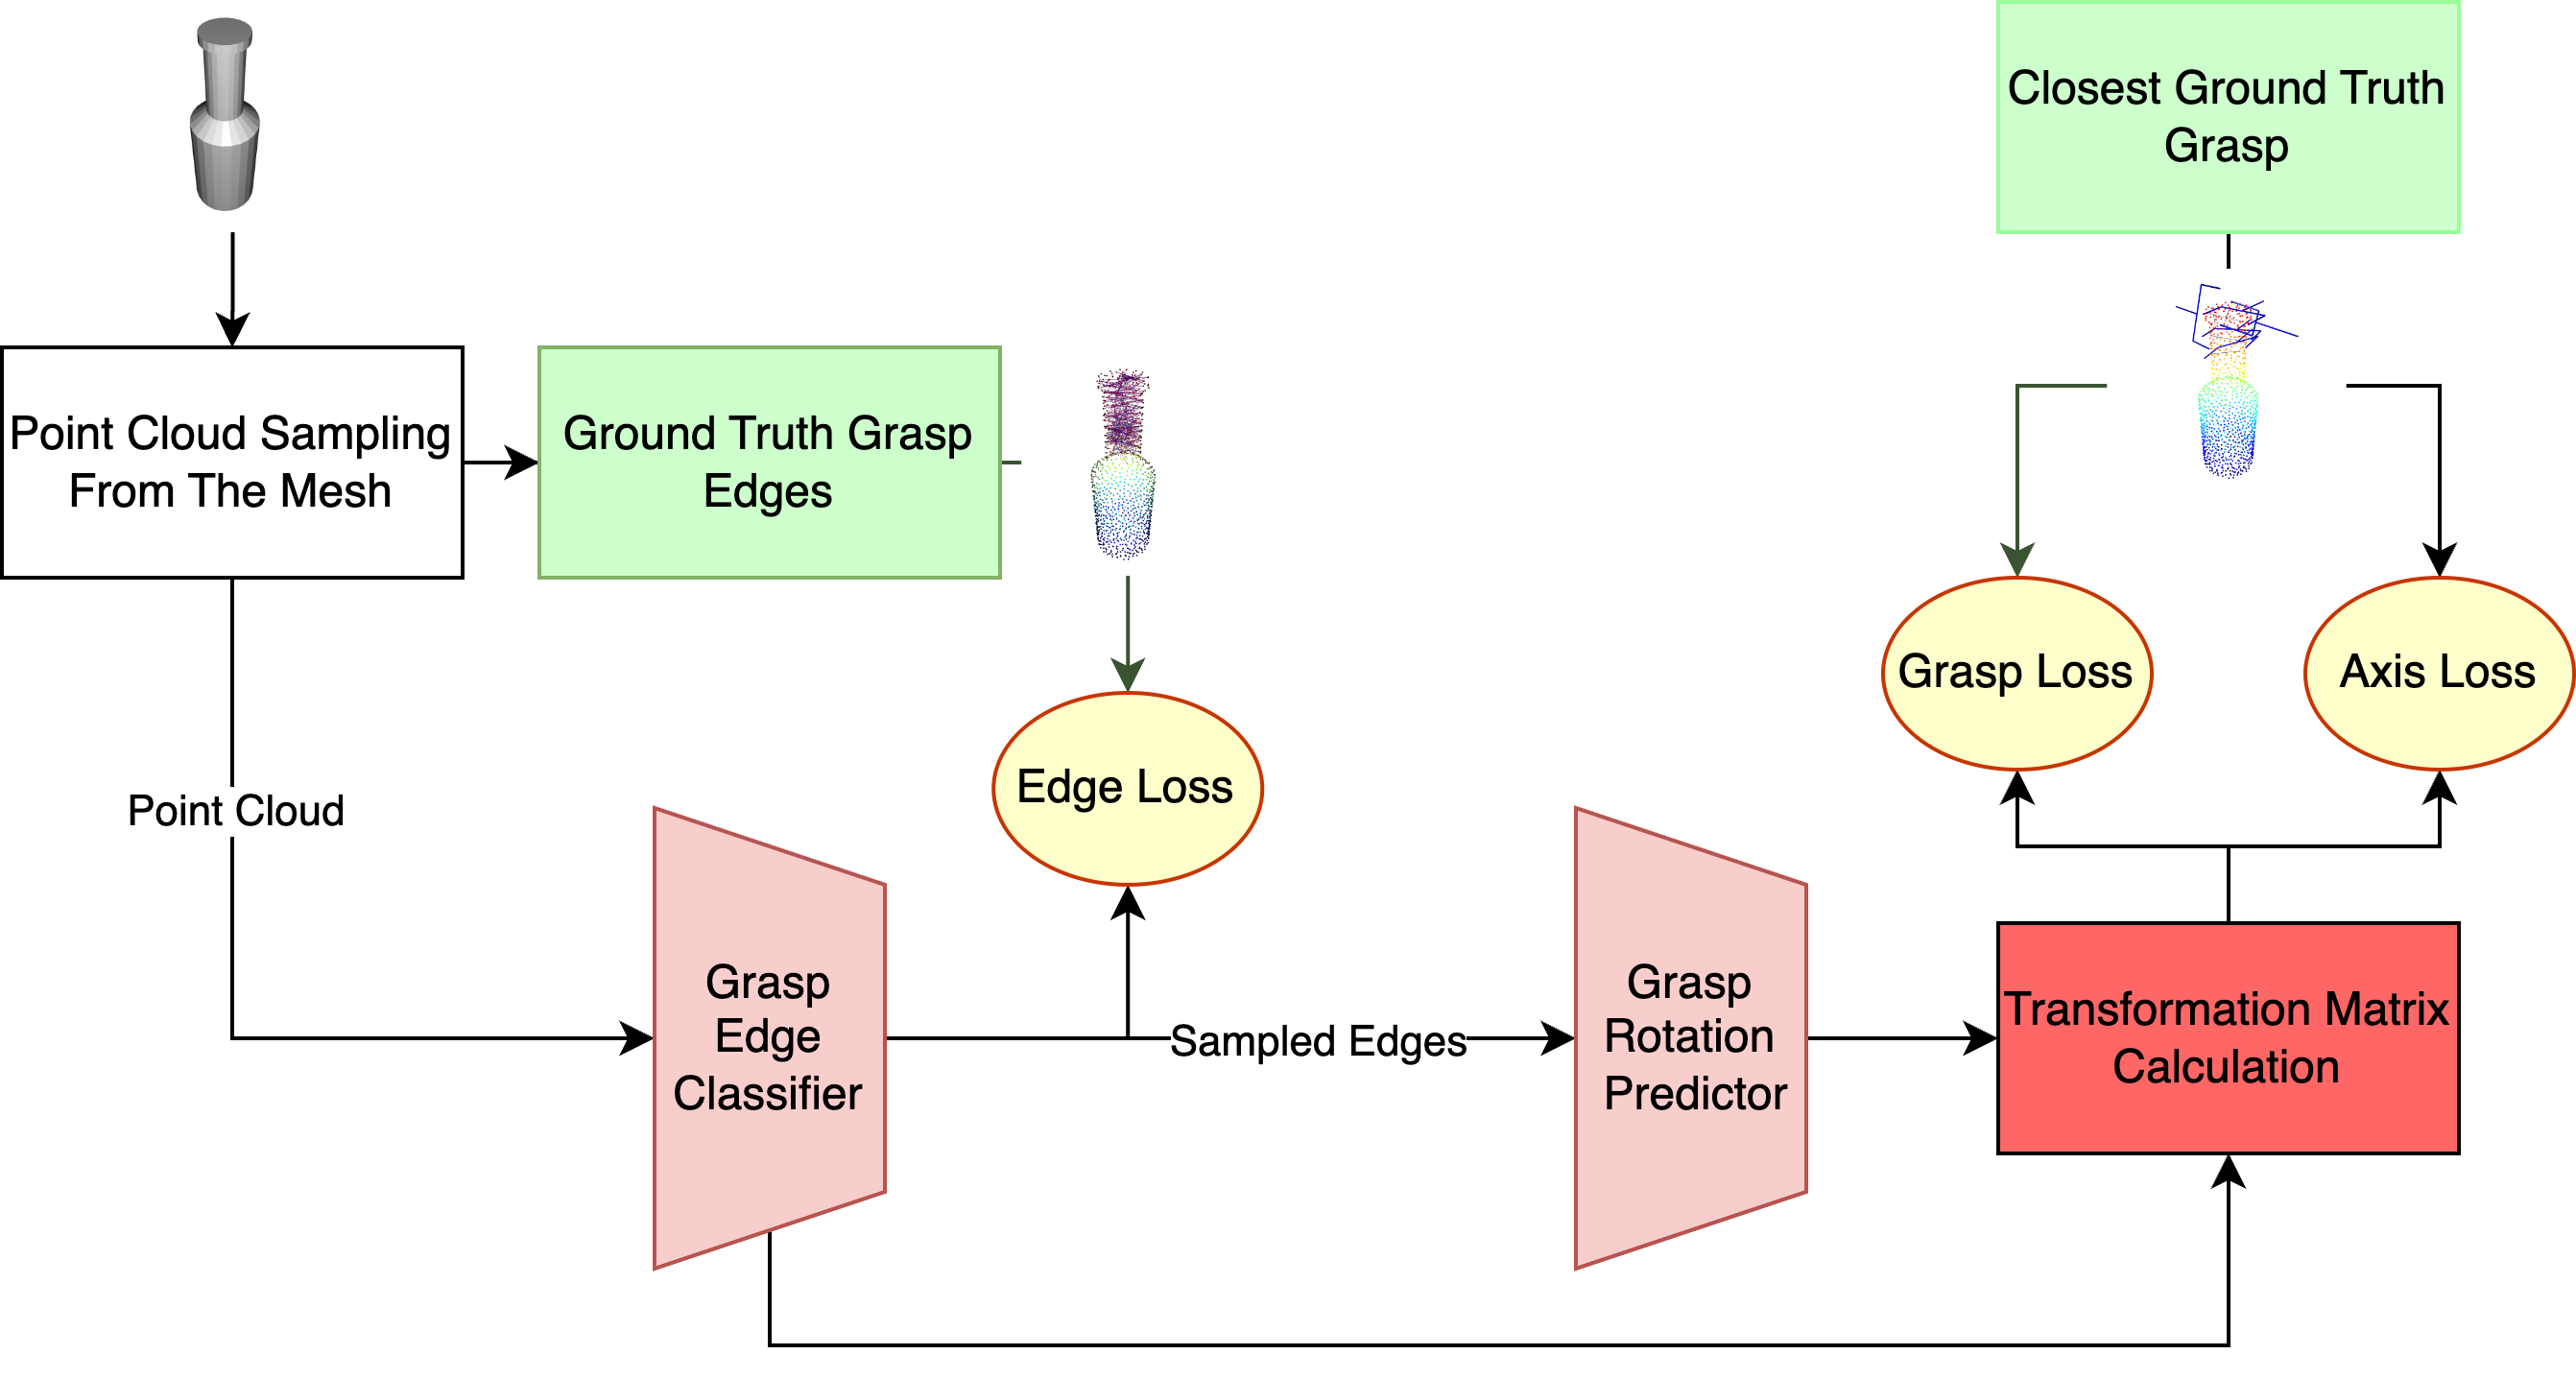 Closest Ground Truth
Grasp
Point Cloud Sampling
From The Mesh
Ground Truth Grasp
Edges
Grasp Loss
Axis Loss
Edge Loss
Point Cloud
Grasp
Edge
Classifier
Sampled Edges
Grasp
Rotation
Predictor
Transformation Matrix
Calculation